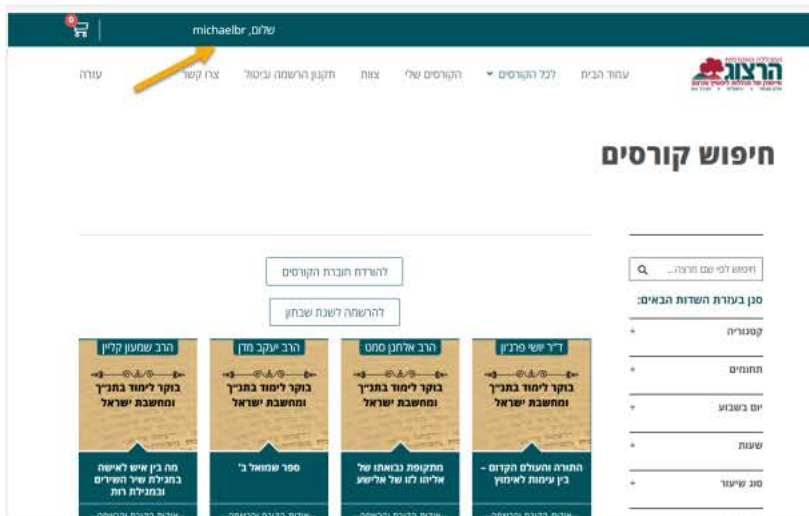 0
שלום, michaelbr
הרצוג
עמוד הבית
לכל הקורסים
הקורסים שלי
צוות
תקנון הרשמה וביטול
צרו קשר
עזרה
חיפוש קורסים
להורדת חוברת הקורסים
להרשמה לשנת שבתון
חיפוש לפי שם מרצה...
סנן בעזרת השדות הבאים:
קטגוריה +
תחומים +
יום בשבוע +
שעות +
סוג שיעור +
ד"ר יושי פרג'ון
בוקר לימוד בתנ״ך
ומחשבת ישראל
התורה והעולם הקדום –
בין עימות לאימוץ
הרב אלחנן סמט
בוקר לימוד בתנ״ך
ומחשבת ישראל
מתקופת נבואתו של
אליהו לזו של אלישע
הרב יעקב מדן
בוקר לימוד בתנ״ך
ומחשבת ישראל
ספר שמואל ב'
הרב שמעון קליין
בוקר לימוד בתנ״ך
ומחשבת ישראל
מה בין איש לאישה
במגילת שיר השירים
ובמגילת רות